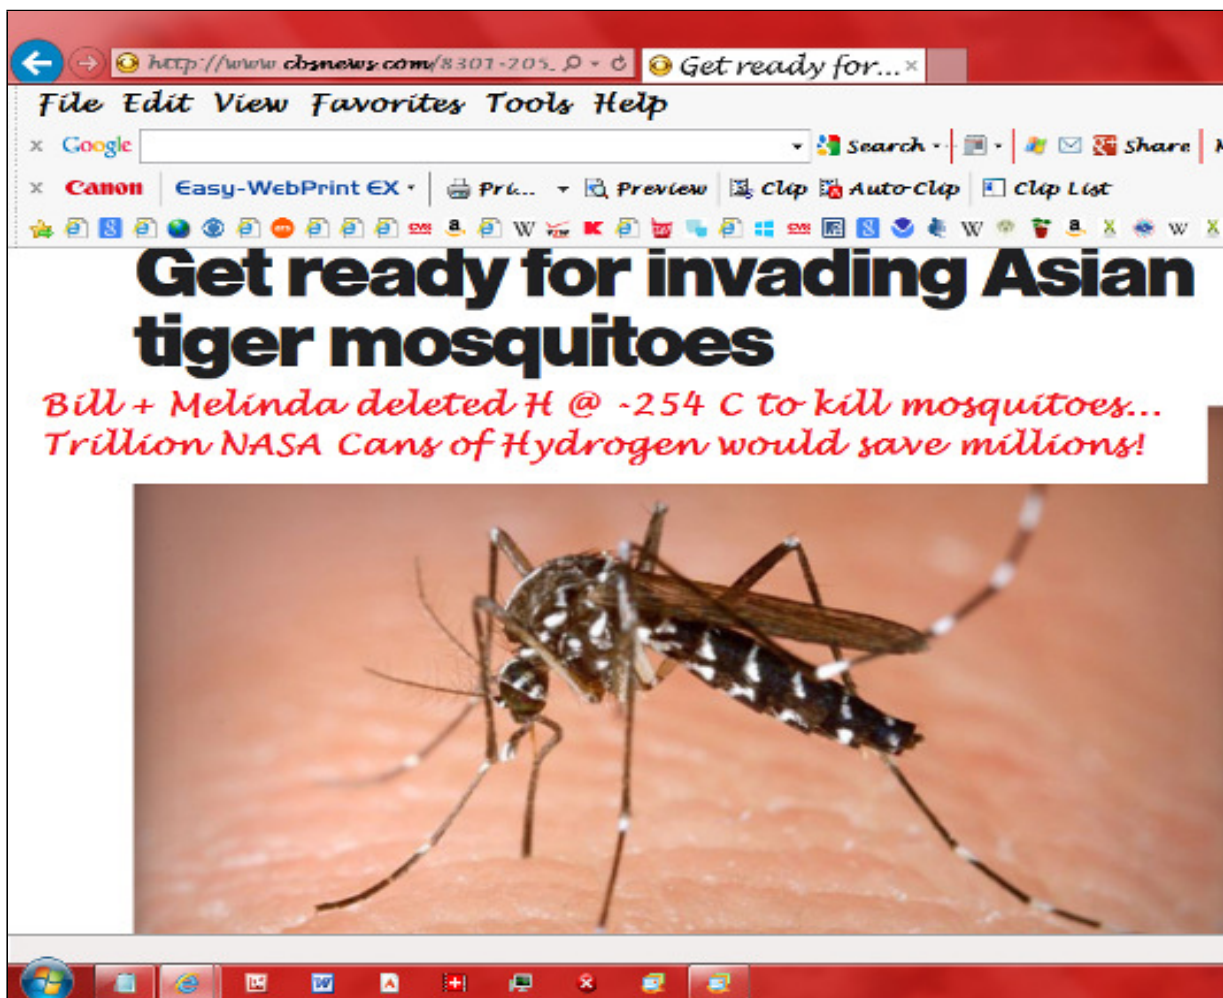 http://www.cbsnews.com/8301-205_
Get ready for...
File Edit View Favorites Tools Help
Google
Search
Share
Canon
Easy-WebPrint EX
Pri...
Preview
Clip
Auto-Clip
Clip List
Get ready for invading Asian
tiger mosquitoes
Bill + Melinda deleted H @ -254 C to kill mosquitoes...
Trillion NASA Cans of Hydrogen would save millions!